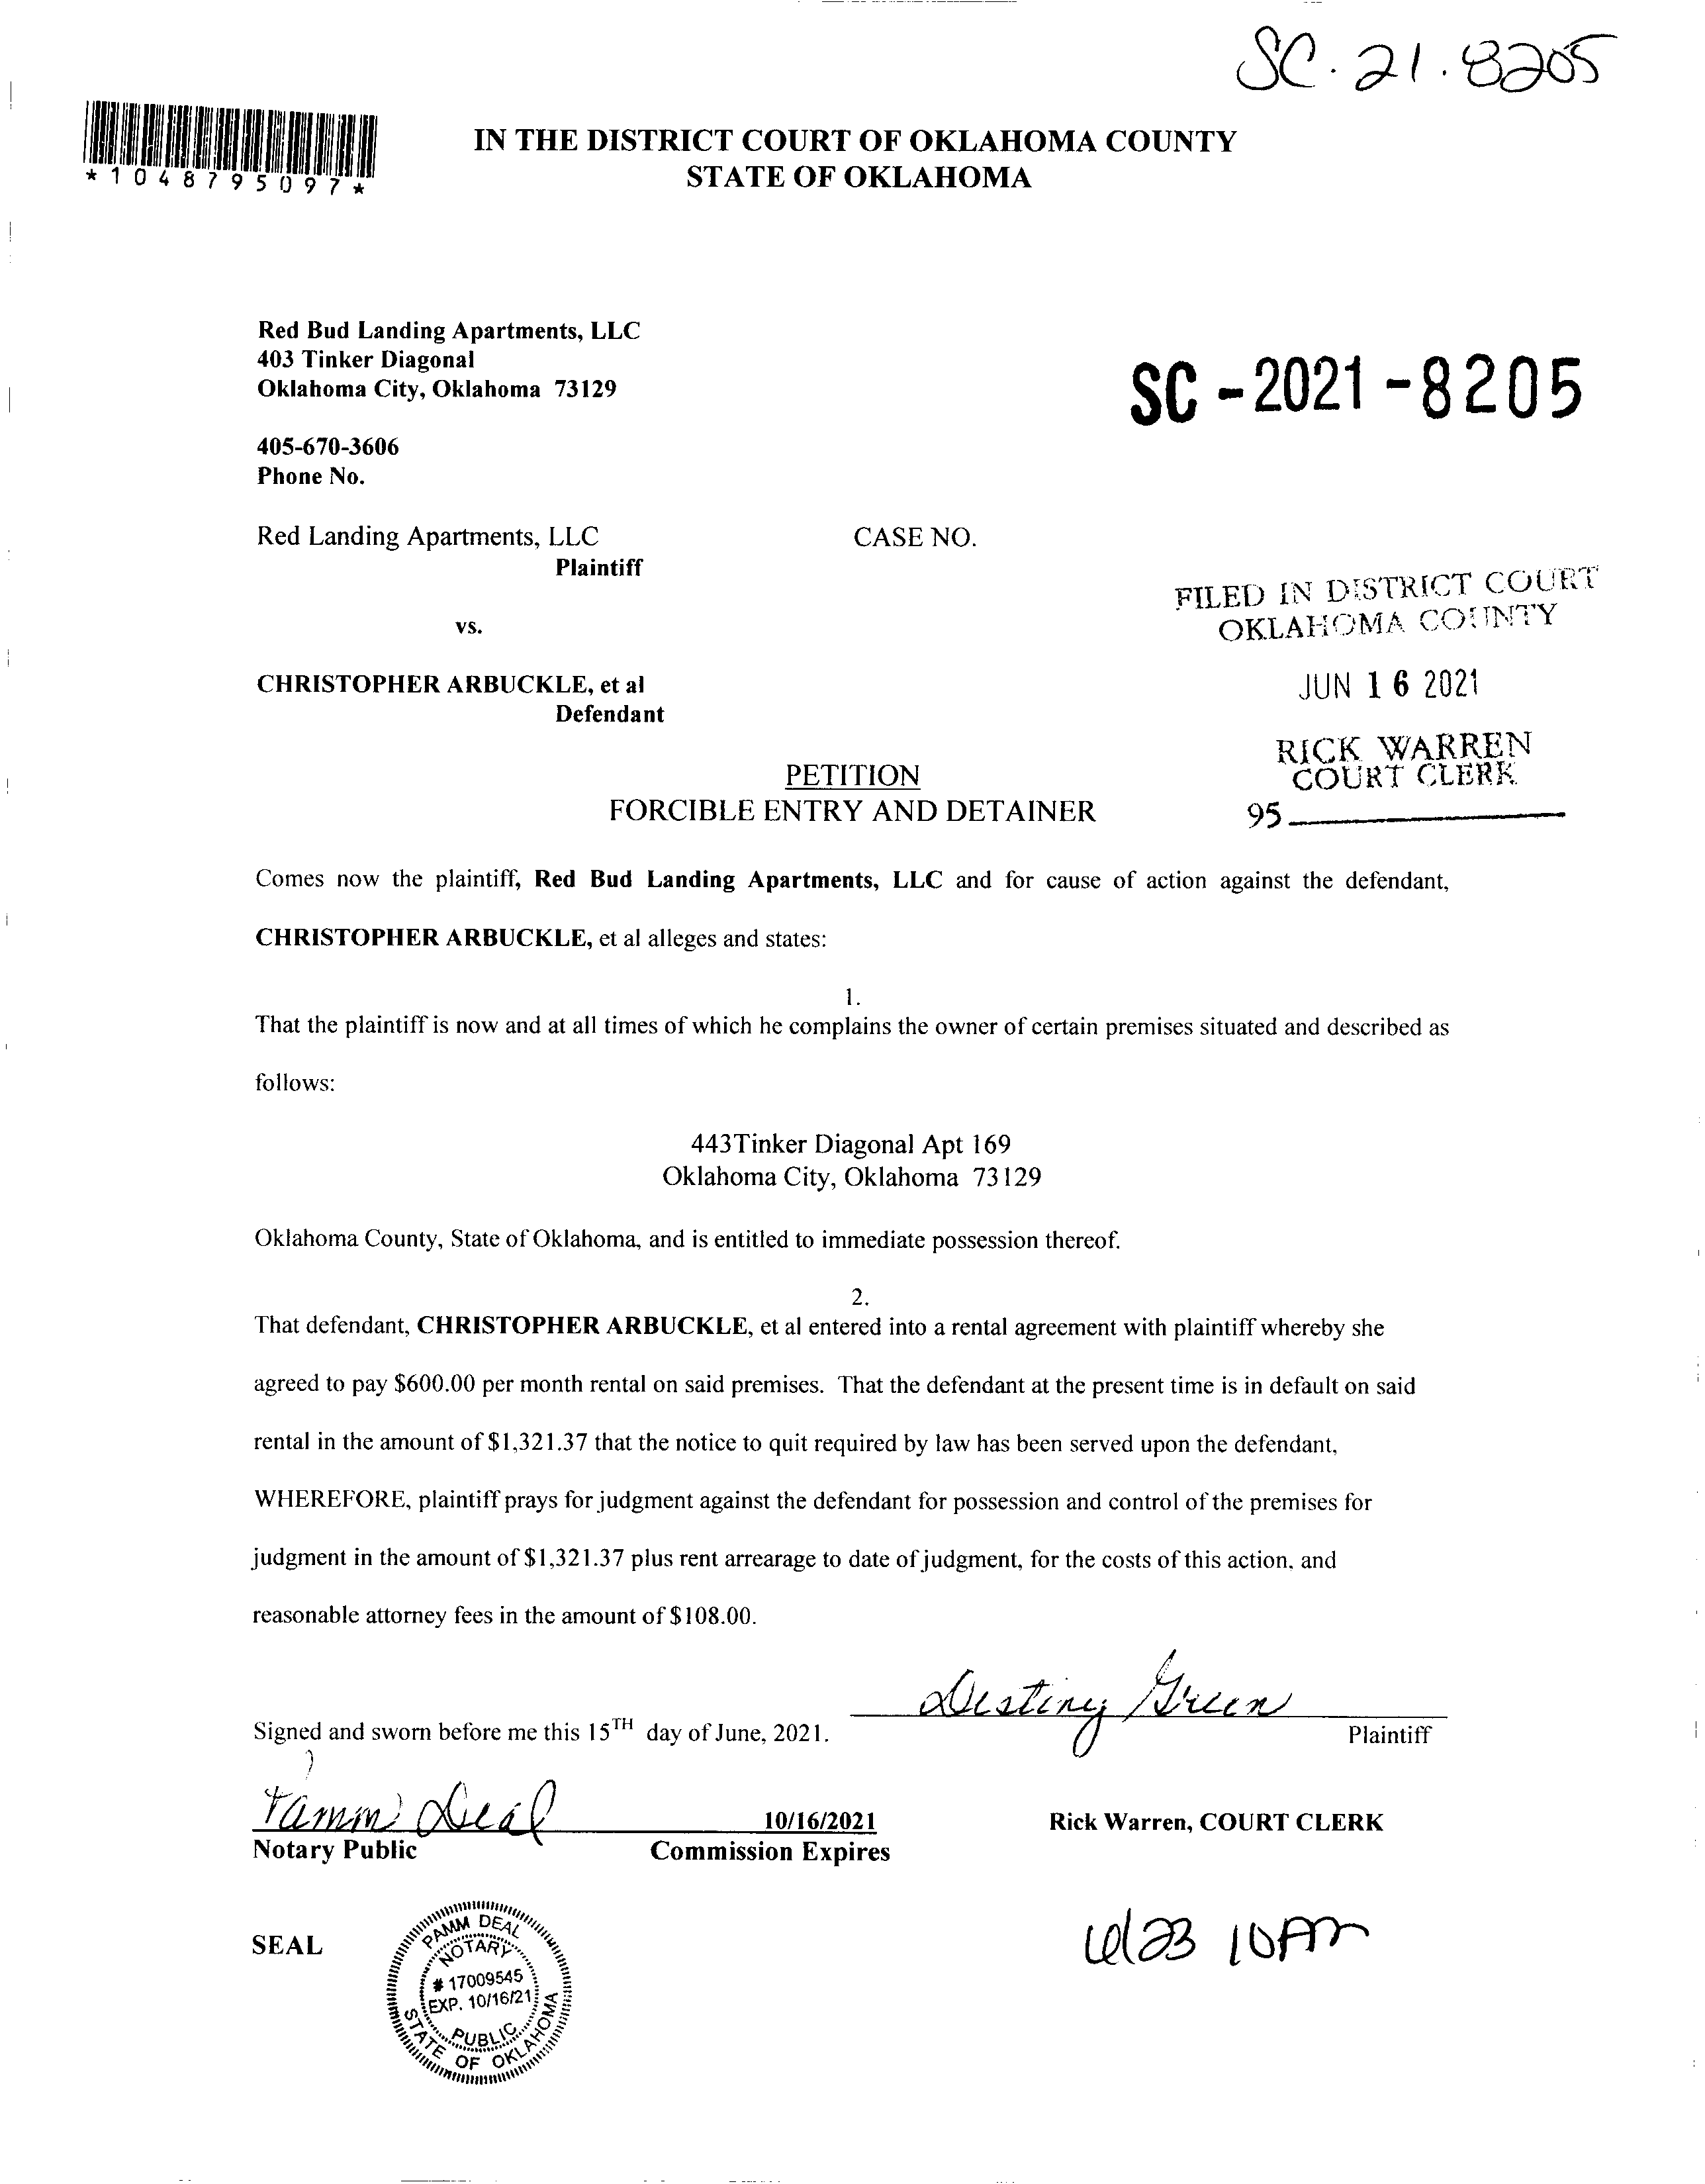 SC. 21. 8205
*1048795097*
IN THE DISTRICT COURT OF OKLAHOMA COUNTY
STATE OF OKLAHOMA
Red Bud Landing Apartments, LLC
403 Tinker Diagonal
Oklahoma City, Oklahoma 73129
SC-2021-8205
405-670-3606
Phone No.
Red Landing Apartments, LLC
CASE NO.
Plaintiff
FILED IN DISTRICT COURT
OKLAHOMA COUNTY
vs.
CHRISTOPHER ARBUCKLE, et al
JUN 16 2021
Defendant
RICK WARREN
COURT CLERK
PETITION
FORCIBLE ENTRY AND DETAINER
95
Comes now the plaintiff, Red Bud Landing Apartments, LLC and for cause of action against the defendant,
CHRISTOPHER ARBUCKLE, et al alleges and states:
1.
That the plaintiff is now and at all times of which he complains the owner of certain premises situated and described as
follows:
443Tinker Diagonal Apt 169
Oklahoma City, Oklahoma 73129
Oklahoma County, State of Oklahoma, and is entitled to immediate possession thereof.
2.
That defendant, CHRISTOPHER ARBUCKLE, et al entered into a rental agreement with plaintiff whereby she
agreed to pay $600.00 per month rental on said premises. That the defendant at the present time is in default on said
rental in the amount of $1,321.37 that the notice to quit required by law has been served upon the defendant,
WHEREFORE, plaintiff prays for judgment against the defendant for possession and control of the premises for
judgment in the amount of $1,321.37 plus rent arrearage to date of judgment, for the costs of this action, and
reasonable attorney fees in the amount of $108.00.
Destiny Green
Signed and sworn before me this 15TH day of June, 2021.
Plaintiff
Pamm Deal
10/16/2021
Rick Warren, COURT CLERK
Notary Public
Commission Expires
SEAL
PAMM DEAL
NOTARY
# 17009545
EXP. 10/16/21
PUBLIC
STATE OF OKLAHOMA
6/23 10AM